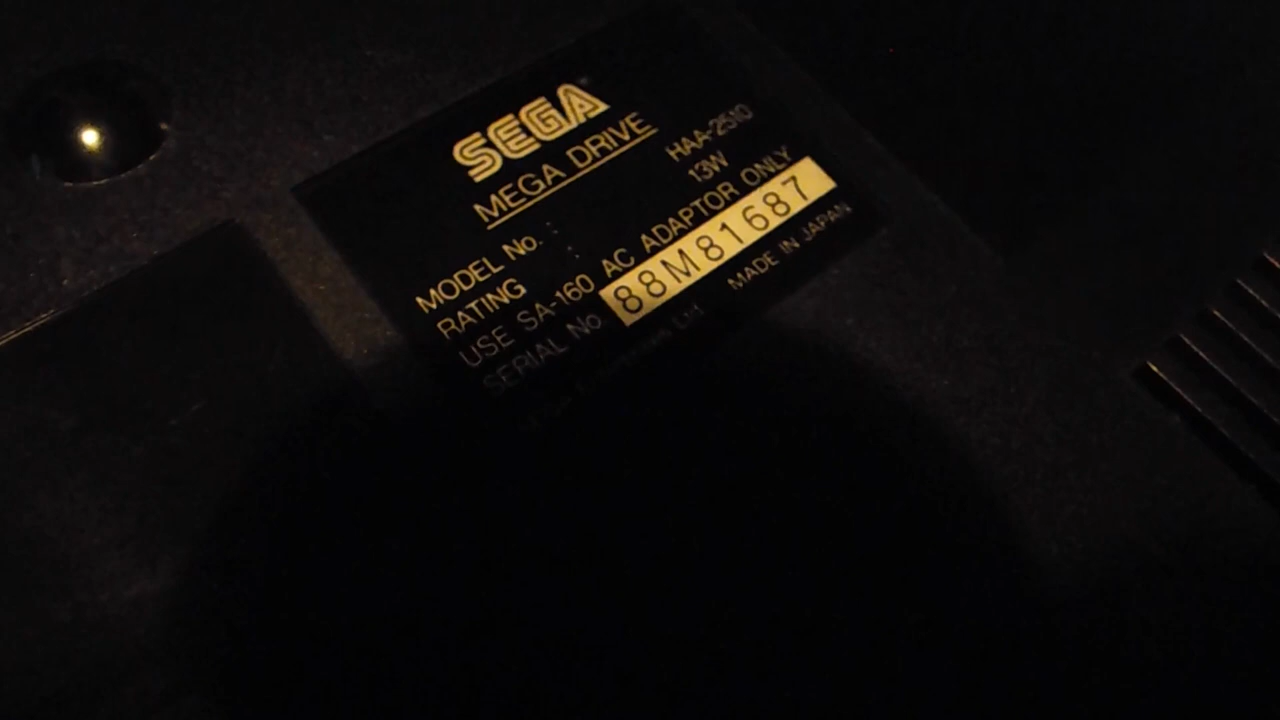 SEGA
MEGA DRIVE
MODEL No. : HAA-2510
RATING : 13W
USE SA-160 AC ADAPTOR ONLY
SERIAL No. 88M81687
MADE IN JAPAN